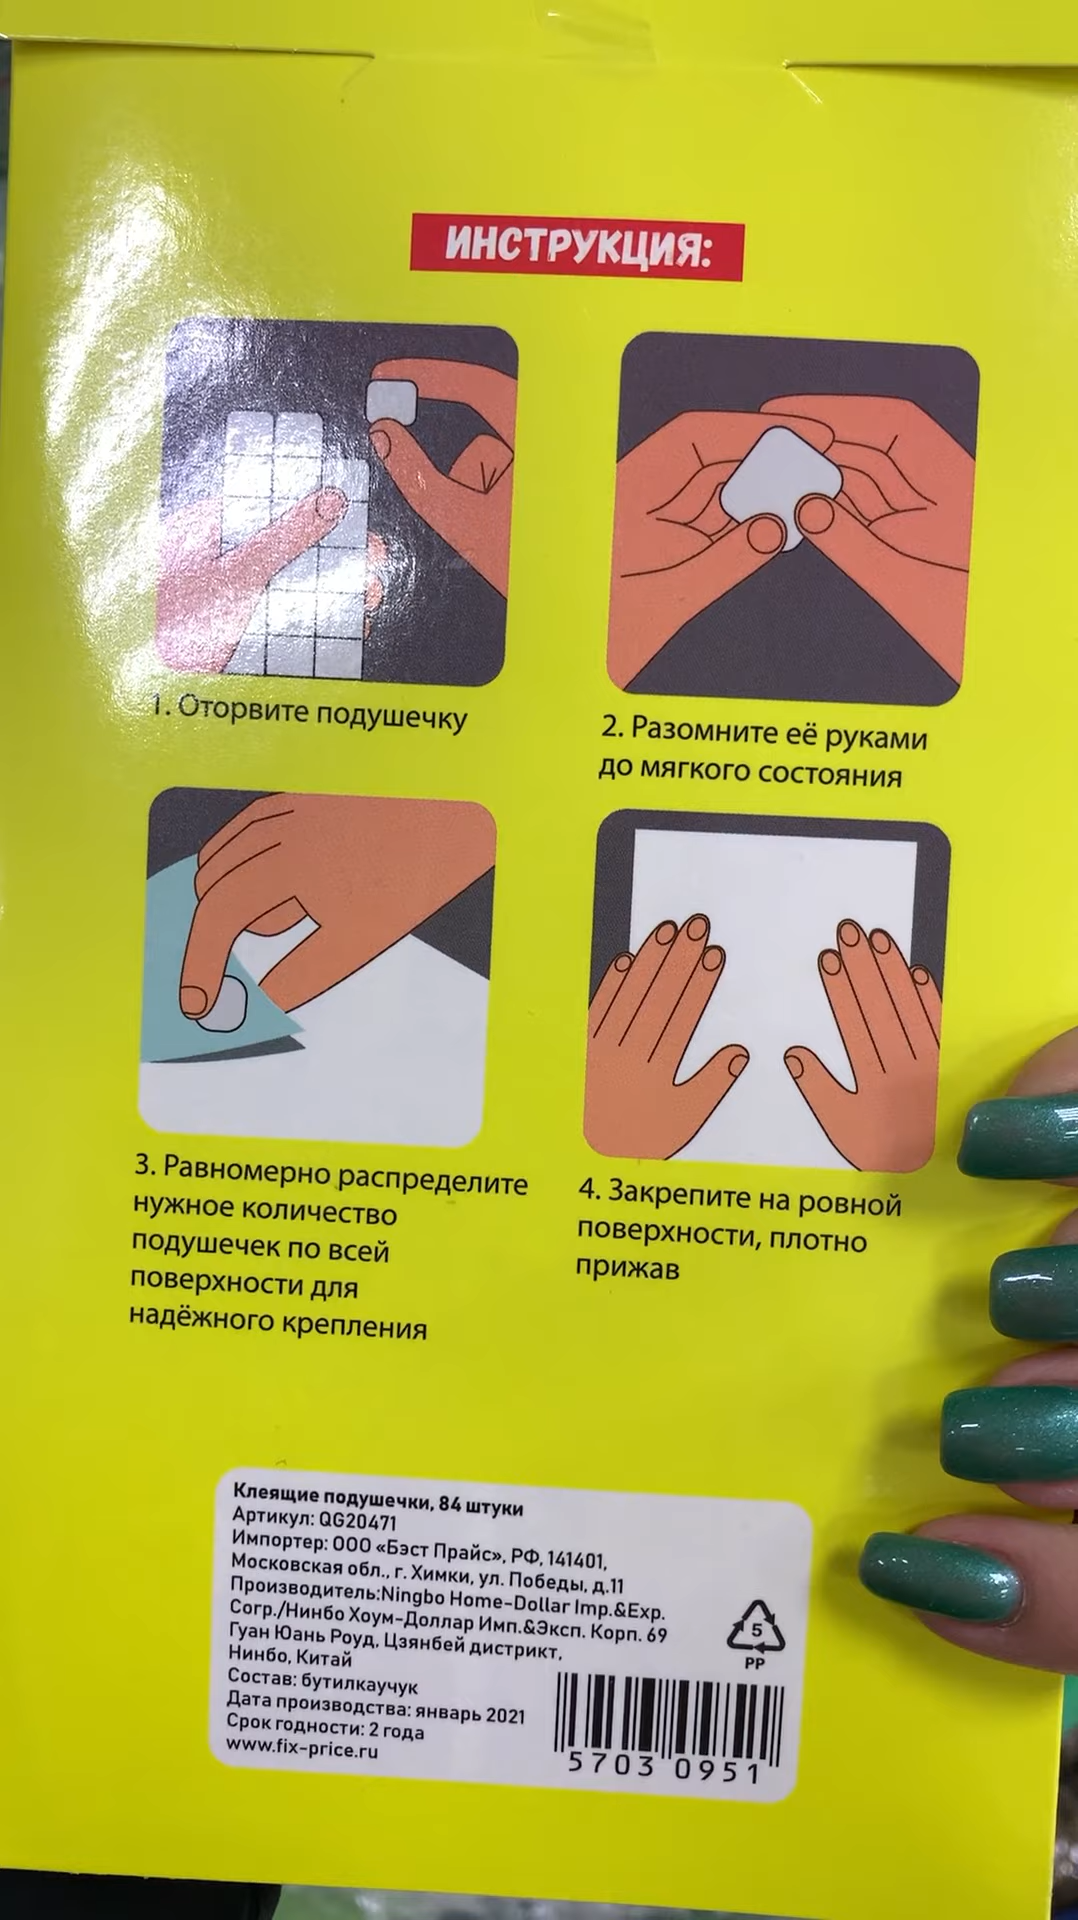 ИНСТРУКЦИЯ:
1. Оторвите подушечку
2. Разомните её руками
до мягкого состояния
3. Равномерно распределите
нужное количество
подушечек по всей
поверхности для
надёжного крепления
4. Закрепите на ровной
поверхности, плотно
прижав
Клеящие подушечки, 84 штуки
Артикул: QG20471
Импортер: ООО «Бэст Прайс», РФ, 141401,
Московская обл., г. Химки, ул. Победы, д.11
Производитель:Ningbo Home-Dollar Imp.&Exp.
Corp./Нинбо Хоум-Доллар Имп.&Эксп. Корп. 69
Гуан Юань Роуд, Цзянбей дистрикт,
Нинбо, Китай
Состав: бутилкаучук
Дата производства: январь 2021
Срок годности: 2 года
www.fix-price.ru
5
PP
5703 0951